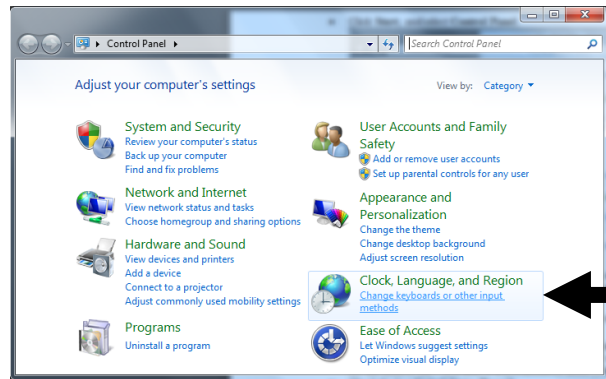 Control Panel
Search Control Panel
Adjust your computer's settings
View by: Category
System and Security
Review your computer's status
Back up your computer
Find and fix problems
Network and Internet
View network status and tasks
Choose homegroup and sharing options
Hardware and Sound
View devices and printers
Add a device
Connect to a projector
Adjust commonly used mobility settings
Programs
Uninstall a program
User Accounts and Family
Safety
Add or remove user accounts
Set up parental controls for any user
Appearance and
Personalization
Change the theme
Change desktop background
Adjust screen resolution
Clock, Language, and Region
Change keyboards or other input
methods
Ease of Access
Let Windows suggest settings
Optimize visual display